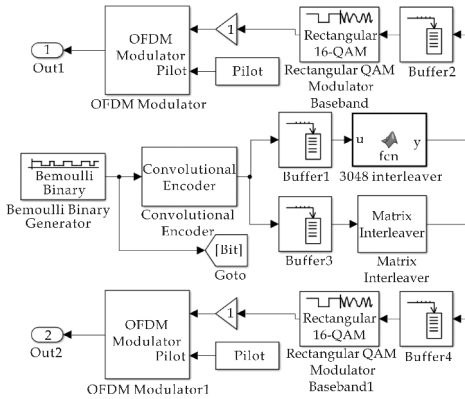 1
Out1
OFDM
Modulator
Pilot
OFDM Modulator
1
Pilot
Rectangular
16-QAM
Rectangular QAM
Modulator
Baseband
Buffer2
Bemoulli
Binary
Bemoulli Binary
Generator
Convolutional
Encoder
Convolutional
Encoder
[Bit]
Goto
Buffer1
u
y
fcn
3048 interleaver
Buffer3
Matrix
Interleaver
Matrix
Interleaver
2
Out2
OFDM
Modulator
Pilot
OFDM Modulator1
1
Pilot
Rectangular
16-QAM
Rectangular QAM
Modulator
Baseband1
Buffer4